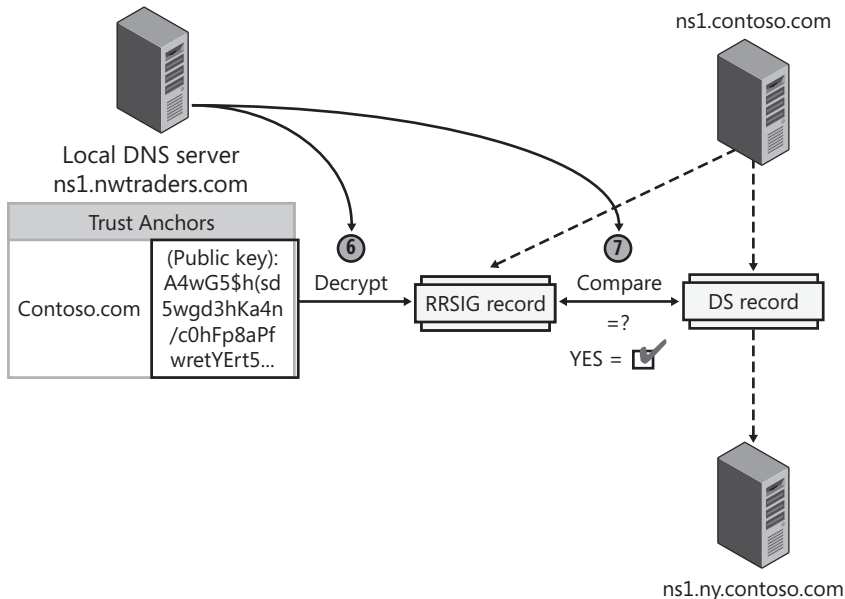 ns1.contoso.com
Local DNS server
ns1.nwtraders.com
Trust Anchors
Contoso.com
(Public key):
A4wG5$h(sd
5wgd3hKa4n
/c0hFp8aPf
wretYErt5...
6
Decrypt
RRSIG record
7
Compare
=?
YES =
DS record
ns1.ny.contoso.com